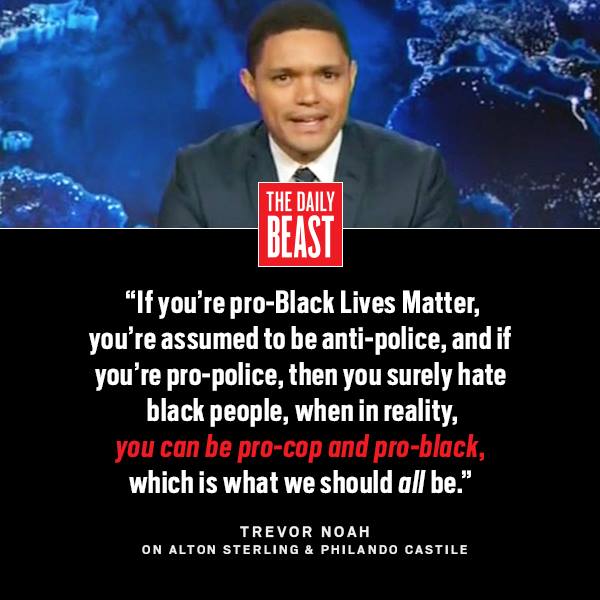 THE DAILY
BEAST
“If you’re pro-Black Lives Matter,
you’re assumed to be anti-police, and if
you’re pro-police, then you surely hate
black people, when in reality,
you can be pro-cop and pro-black,
which is what we should all be.”
TREVOR NOAH
ON ALTON STERLING & PHILANDO CASTILE